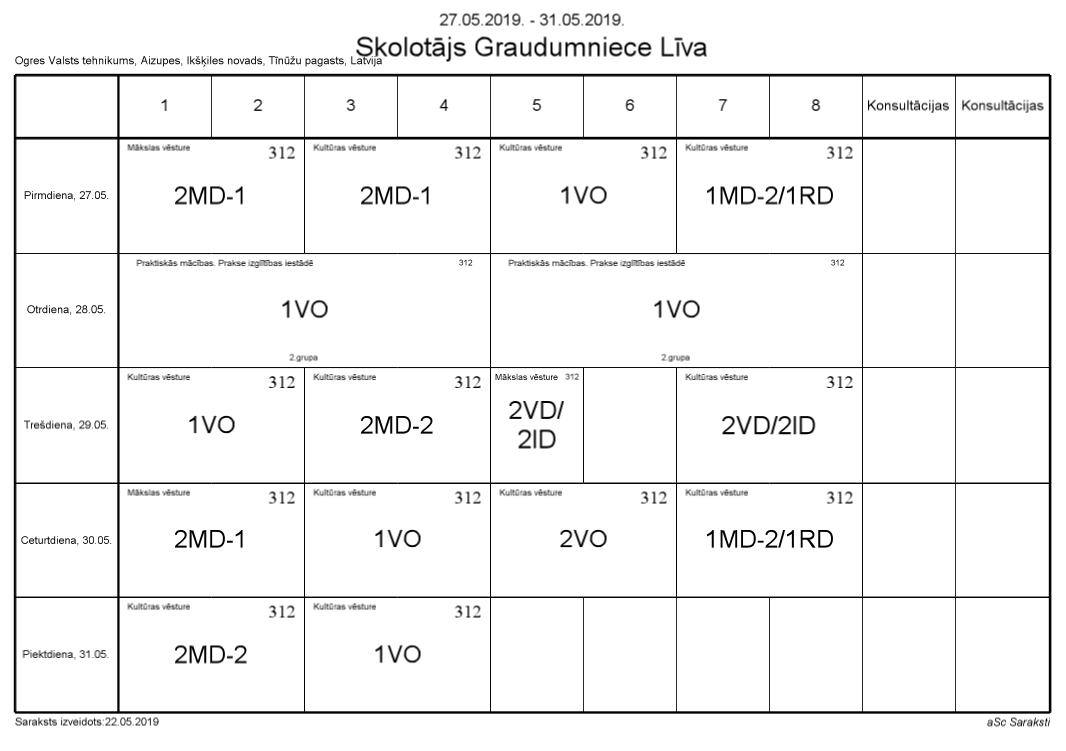 27.05.2019. - 31.05.2019.
Skolotājs Graudumniece Līva
Ogres Valsts tehnikums, Aizupes, Ikšķiles novads, Tīnūžu pagasts, Latvija
1 2 3 4 5 6 7 8 Konsultācijas Konsultācijas
Mākslas vēsture 312 Kultūras vēsture 312 Kultūras vēsture 312 Kultūras vēsture 312
Pirmdiena, 27.05. 2MD-1 2MD-1 1VO 1MD-2/1RD
Praktiskās mācības. Prakse izglītības iestādē 312 Praktiskās mācības. Prakse izglītības iestādē 312
Otrdiena, 28.05. 1VO 1VO
2.grupa 2.grupa
Kultūras vēsture 312 Kultūras vēsture 312 Mākslas vēsture 312 Kultūras vēsture 312
Trešdiena, 29.05. 1VO 2MD-2 2VD/ 2VD/2ID
2ID
Mākslas vēsture 312 Kultūras vēsture 312 Kultūras vēsture 312 Kultūras vēsture 312
Ceturtdiena, 30.05. 2MD-1 1VO 2VO 1MD-2/1RD
Kultūras vēsture 312 Kultūras vēsture 312
Piektdiena, 31.05. 2MD-2 1VO
Saraksts izveidots:22.05.2019 aSc Saraksti